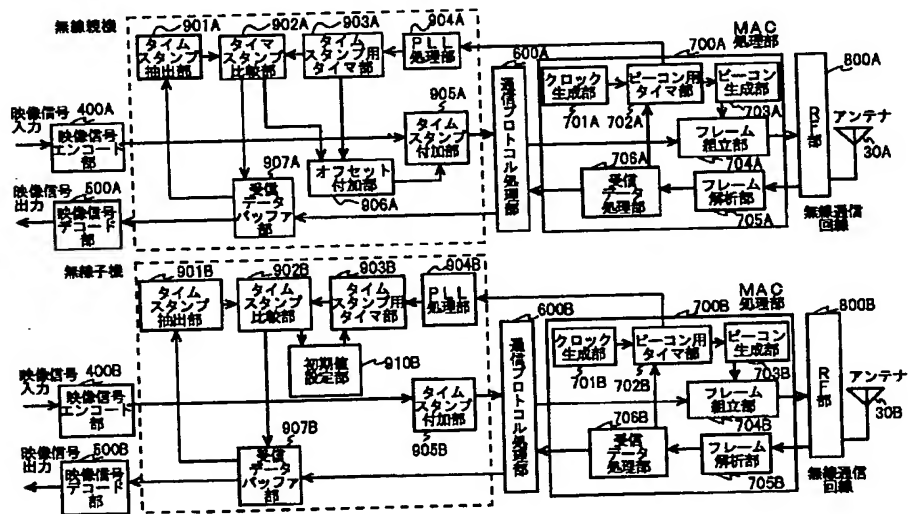 無線親機
901A
902A
903A
904A
タイム
スタンプ
抽出部
タイマ
スタンプ
比較部
タイム
スタンプ用
タイマ部
PLL
処理部
600A
700A
MAC
処理部
800A
クロック
生成部
ビーコン用
タイマ部
ビーコン
生成部
701A
702A
703A
映像信号
入力
400A
映像信号
エンコード
部
905A
タイム
スタンプ
付加部
通信プロトコル処理部
フレーム
組立部
704A
RF部
アンテナ
30A
907A
オフセット
付加部
906A
706A
受信
データ
処理部
フレーム
解析部
705A
映像信号
出力
500A
映像信号
デコード
部
受信
データ
バッファ部
無線通信
回線
無線子機
901B
902B
903B
904B
タイム
スタンプ
抽出部
タイム
スタンプ
比較部
タイム
スタンプ用
タイマ部
PLL
処理部
600B
700B
MAC
処理部
800B
クロック
生成部
ビーコン用
タイマ部
ビーコン
生成部
701B
702B
703B
初期値
設定部
910B
映像信号
入力
400B
映像信号
エンコード
部
タイム
スタンプ
付加部
905B
通信プロトコル処理部
フレーム
組立部
704B
RF部
アンテナ
30B
907B
706B
受信
データ
処理部
フレーム
解析部
705B
映像信号
出力
500B
映像信号
デコード
部
受信
データ
バッファ
部
無線通信
回線